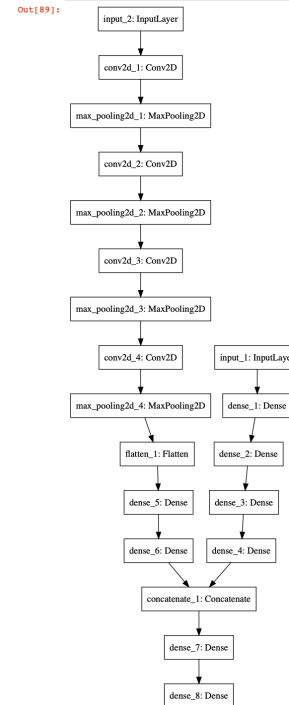 Out[89]:
input_2: InputLayer
conv2d_1: Conv2D
max_pooling2d_1: MaxPooling2D
conv2d_2: Conv2D
max_pooling2d_2: MaxPooling2D
conv2d_3: Conv2D
max_pooling2d_3: MaxPooling2D
conv2d_4: Conv2D
input_1: InputLaye
max_pooling2d_4: MaxPooling2D
dense_1: Dense
flatten_1: Flatten
dense_2: Dense
dense_5: Dense
dense_3: Dense
dense_6: Dense
dense_4: Dense
concatenate_1: Concatenate
dense_7: Dense
dense_8: Dense